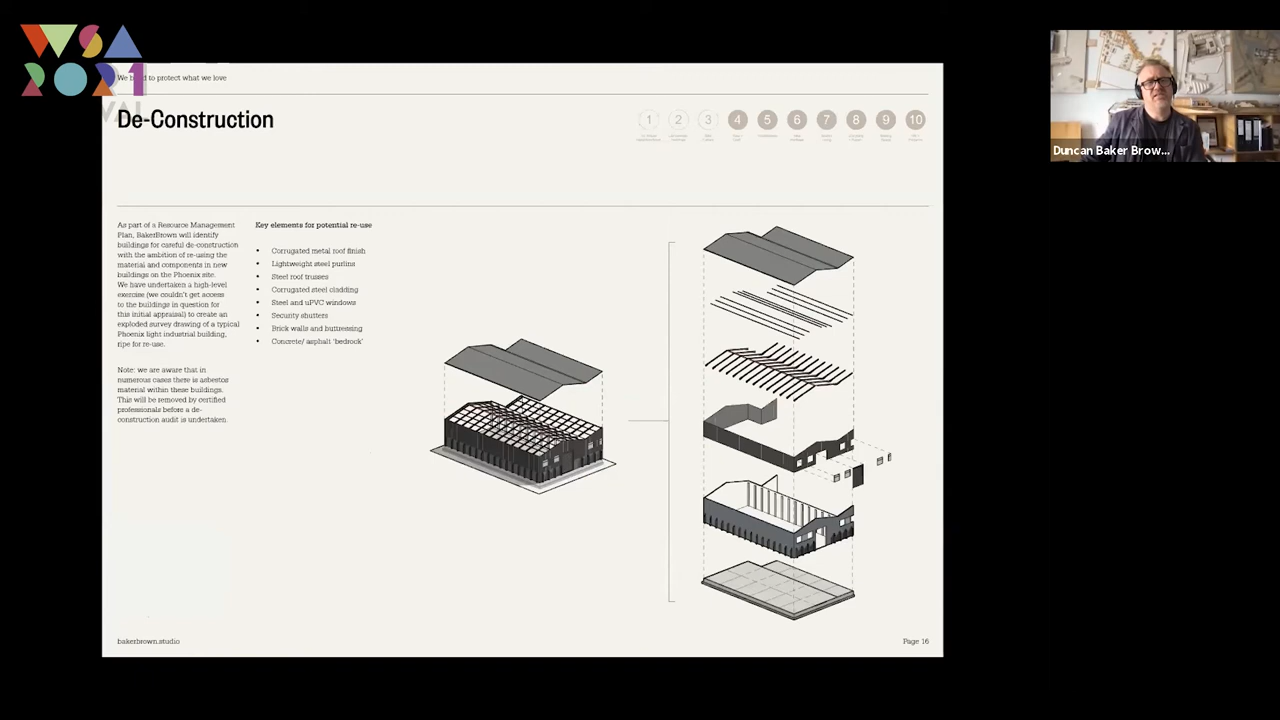 WSA
2021
VAL
We b d to protect what we love
De-Construction
1 2 3 4 5 6 7 8 9 10
As part of a Resource Management
Plan, BakerBrown will identify
buildings for careful de-construction
with the ambition of re-using the
material and components in new
buildings on the Phoenix site.
We have undertaken a high-level
exercise (we couldn't get access
to the buildings in question for
this initial appraisal) to create an
exploded survey drawing of a typical
Phoenix light industrial building,
ripe for re-use.
Note: we are aware that in
numerous cases there is asbestos
material within these buildings.
This will be removed by certified
professionals before a de-
construction audit is undertaken.
Key elements for potential re-use
• Corrugated metal roof finish
• Lightweight steel purlins
• Steel roof trusses
• Corrugated steel cladding
• Steel and uPVC windows
• Security shutters
• Brick walls and buttressing
• Concrete/ asphalt 'bedrock'
bakerbrown.studio
Page 16
Duncan Baker Brow...